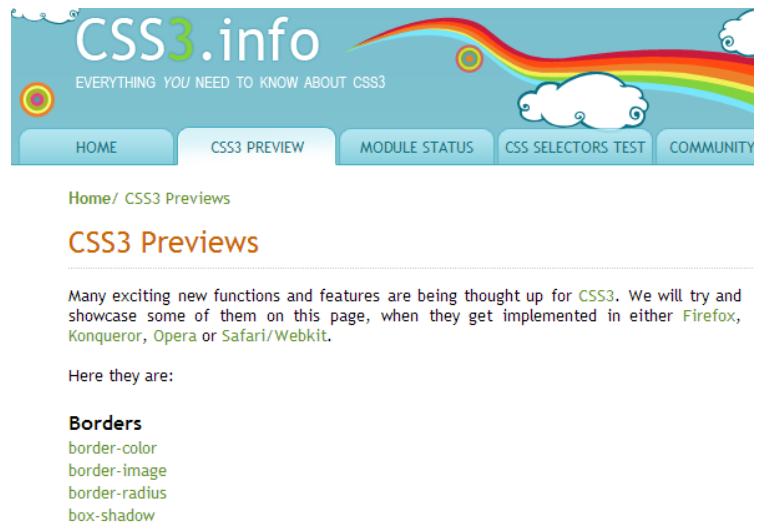 CSS3.info
EVERYTHING YOU NEED TO KNOW ABOUT CSS3
HOME
CSS3 PREVIEW
MODULE STATUS
CSS SELECTORS TEST
COMMUNITY
Home/ CSS3 Previews
CSS3 Previews
Many exciting new functions and features are being thought up for CSS3. We will try and
showcase some of them on this page, when they get implemented in either Firefox,
Konqueror, Opera or Safari/Webkit.
Here they are:
Borders
border-color
border-image
border-radius
box-shadow